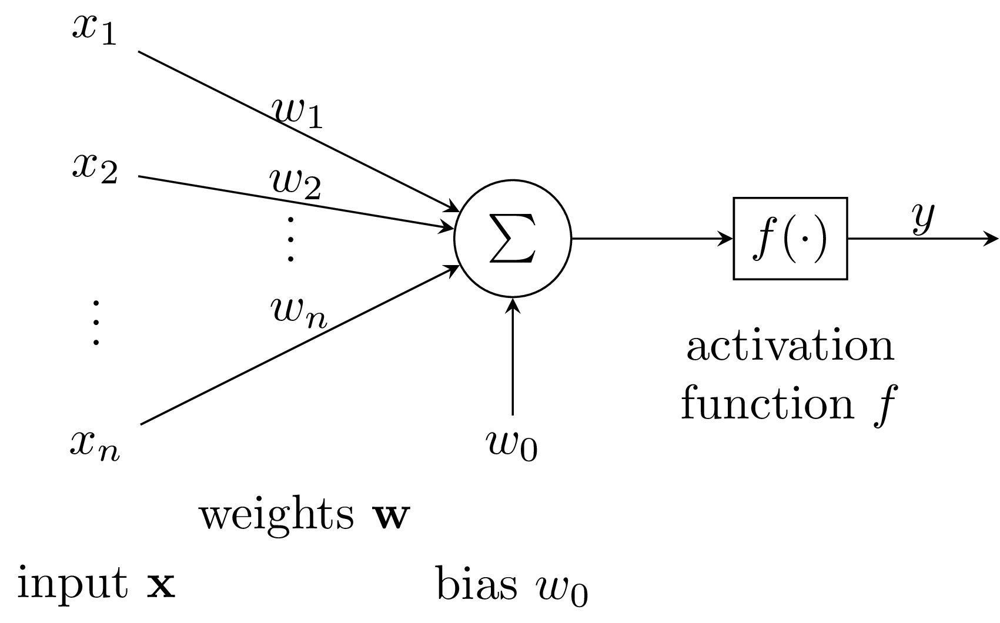 x₁
w₁
x₂
w₂
⋮
∑
f(·)
y
⋮
wₙ
activation
function f
xₙ
w₀
weights w
input x
bias w₀